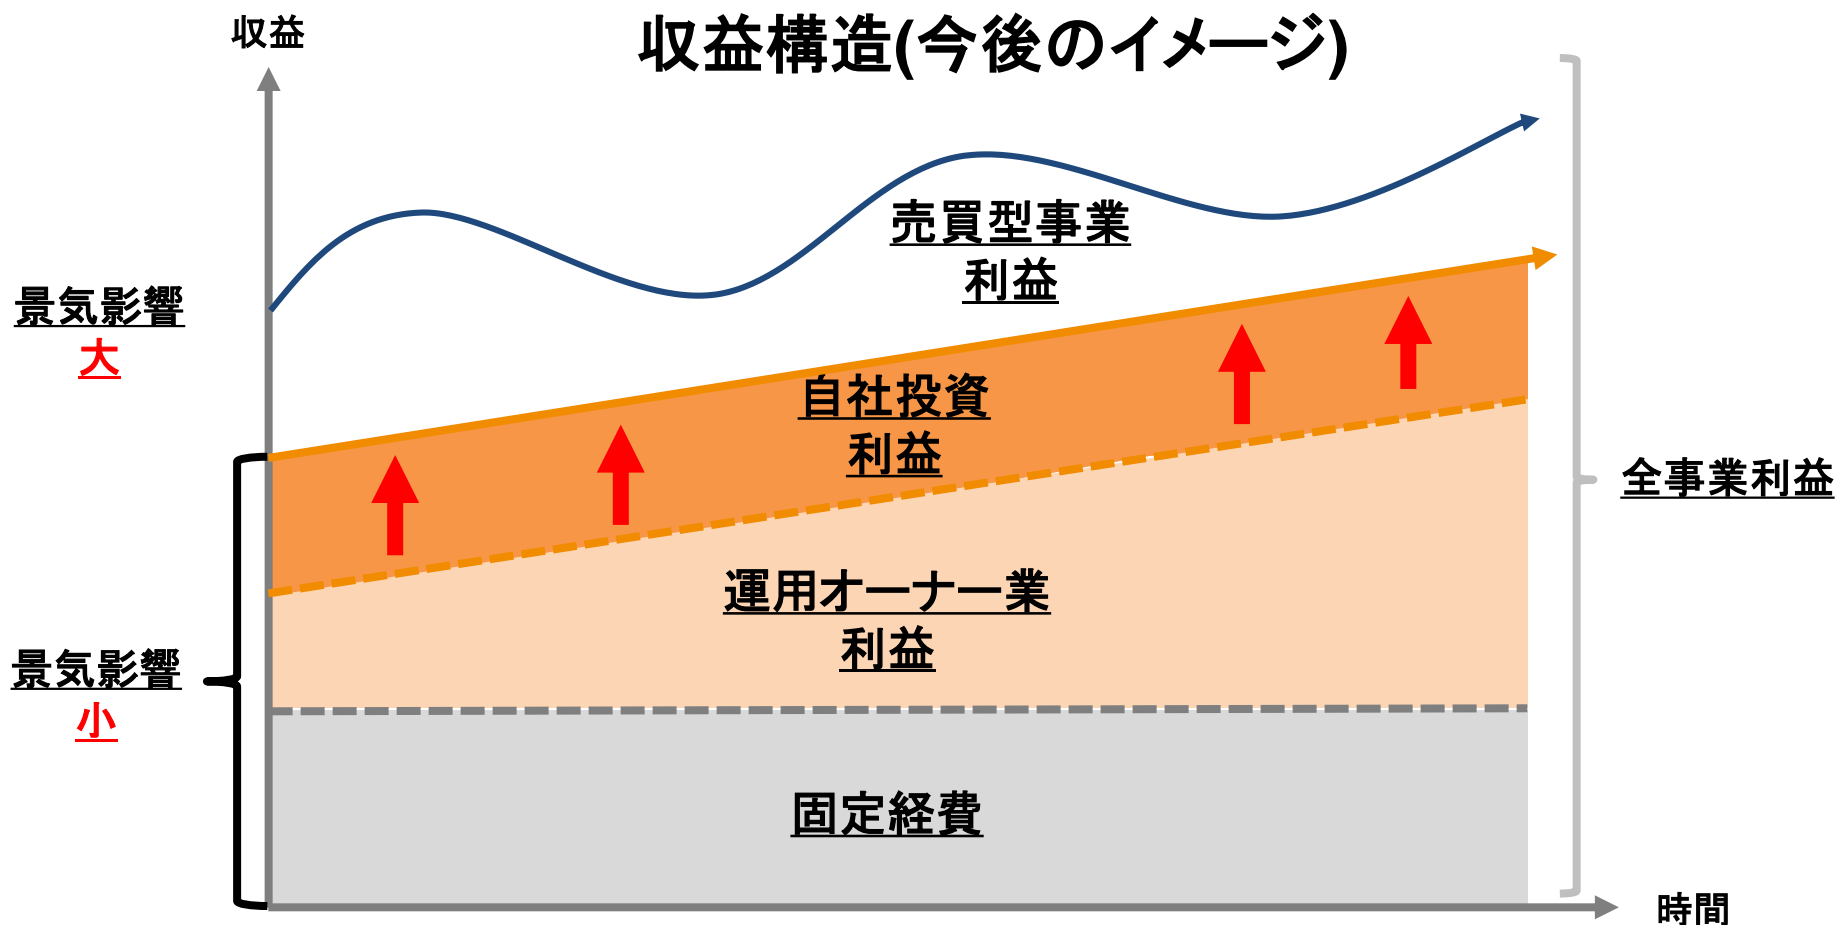 収益構造(今後のイメージ)
収益
売買型事業
利益
景気影響
大
自社投資
利益
全事業利益
運用オーナー業
利益
景気影響
小
固定経費
時間